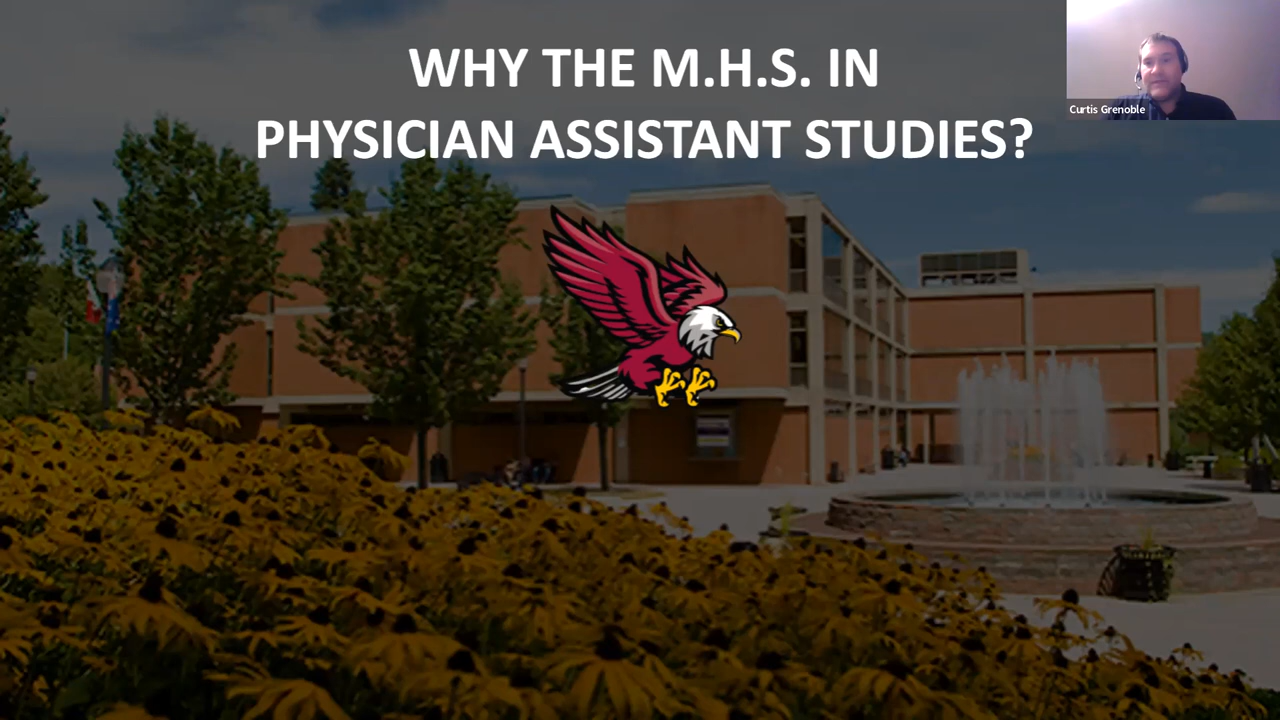 WHY THE M.H.S. IN
PHYSICIAN ASSISTANT STUDIES?
Curtis Grenoble